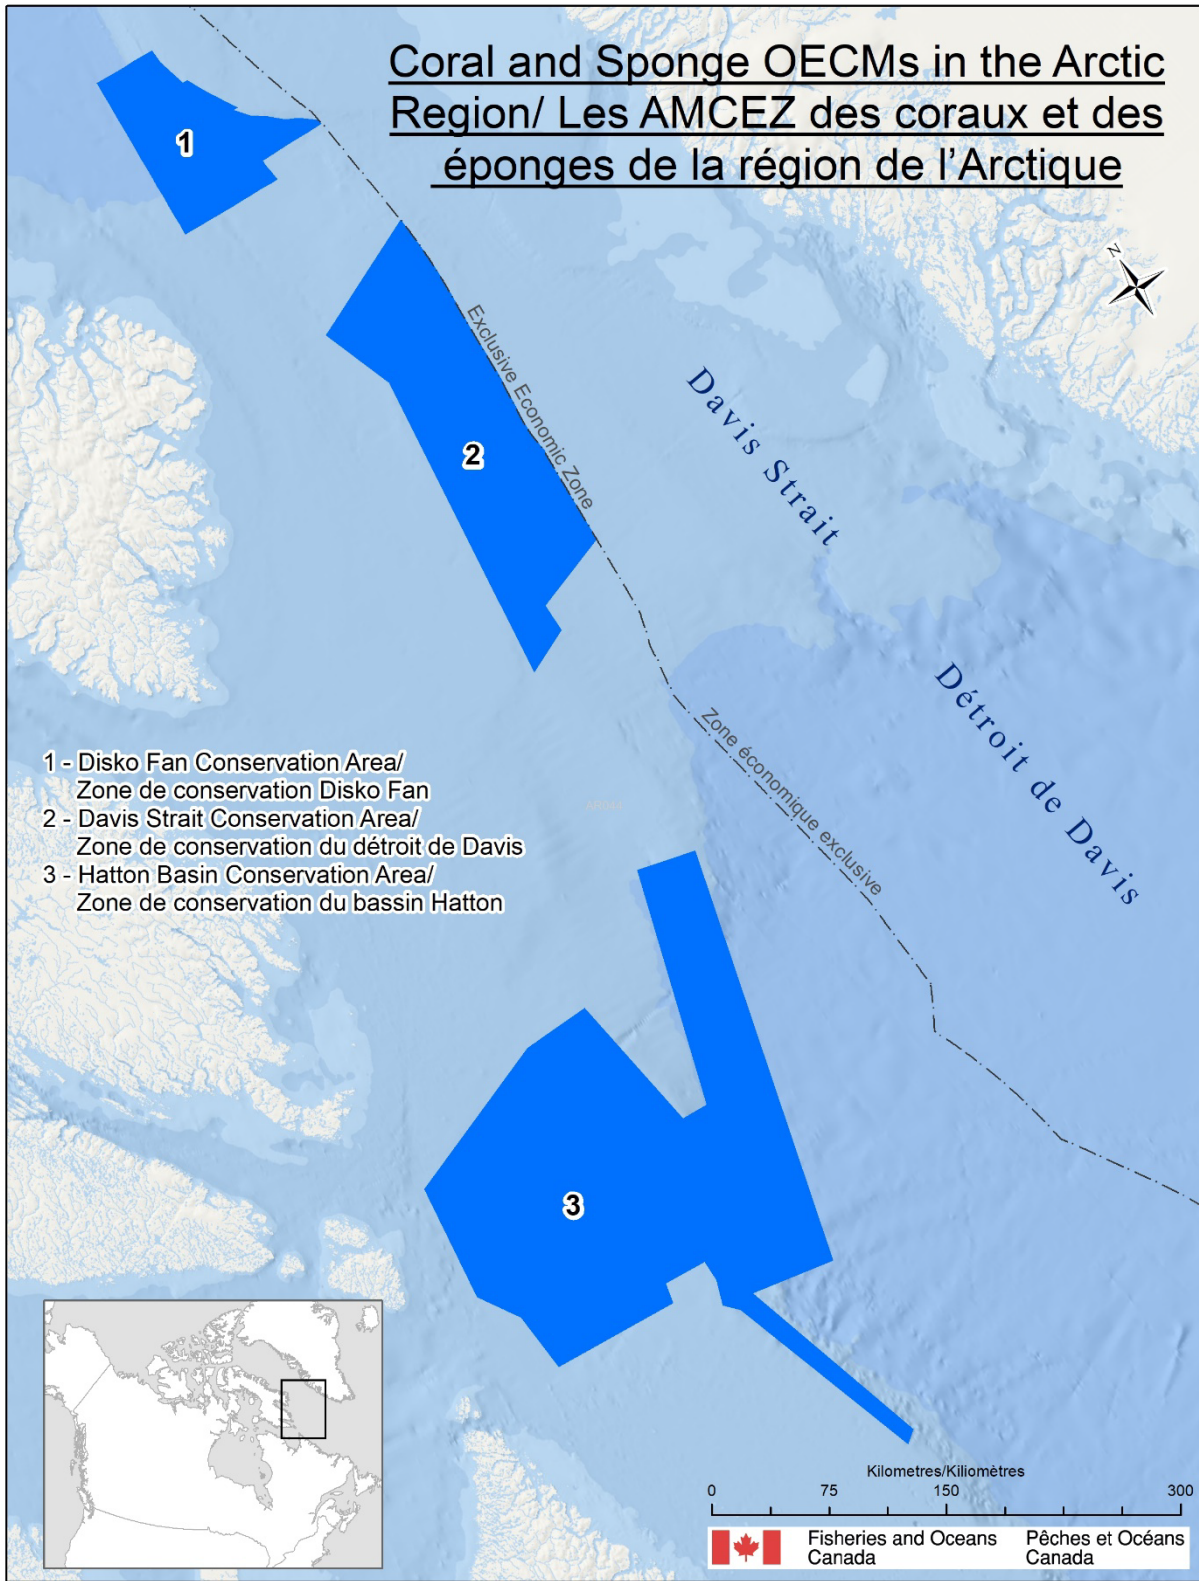 Coral and Sponge OECMs in the Arctic
Region/ Les AMCEZ des coraux et des
éponges de la région de l'Arctique
N
1
Exclusive Economic Zone
2
Davis Strait
Détroit de Davis
Zone économique exclusive
1 - Disko Fan Conservation Area/
Zone de conservation Disko Fan
2 - Davis Strait Conservation Area/
Zone de conservation du détroit de Davis
3 - Hatton Basin Conservation Area/
Zone de conservation du bassin Hatton
3
Kilometres/Kiliomètres
0 75 150 300
Fisheries and Oceans Canada
Pêches et Océans Canada